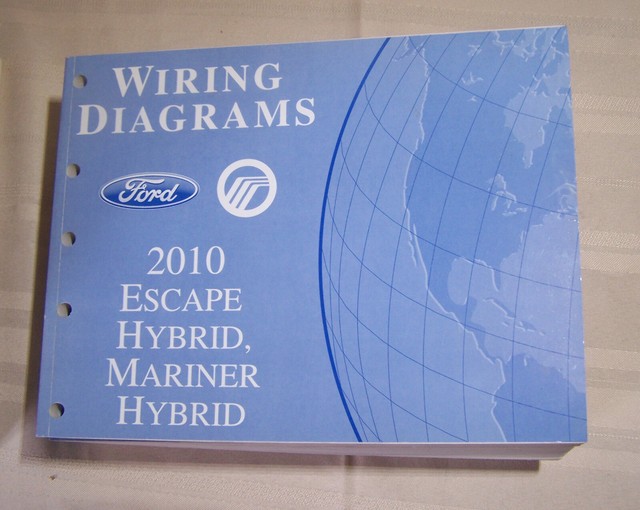 WIRING
DIAGRAMS
Ford
2010
ESCAPE
HYBRID,
MARINER
HYBRID